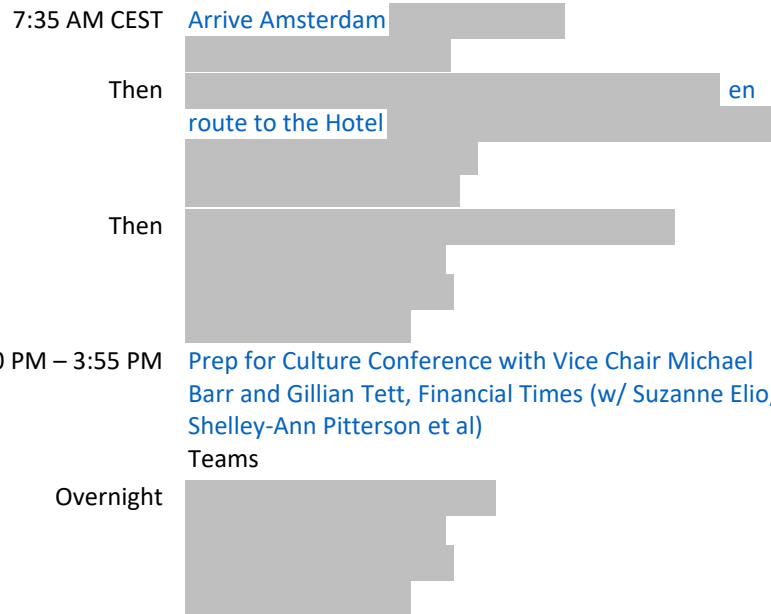 7:35 AM CEST Arrive Amsterdam
Then en
route to the Hotel
Then
0 PM – 3:55 PM Prep for Culture Conference with Vice Chair Michael
Barr and Gillian Tett, Financial Times (w/ Suzanne Elio,
Shelley-Ann Pitterson et al)
Teams
Overnight